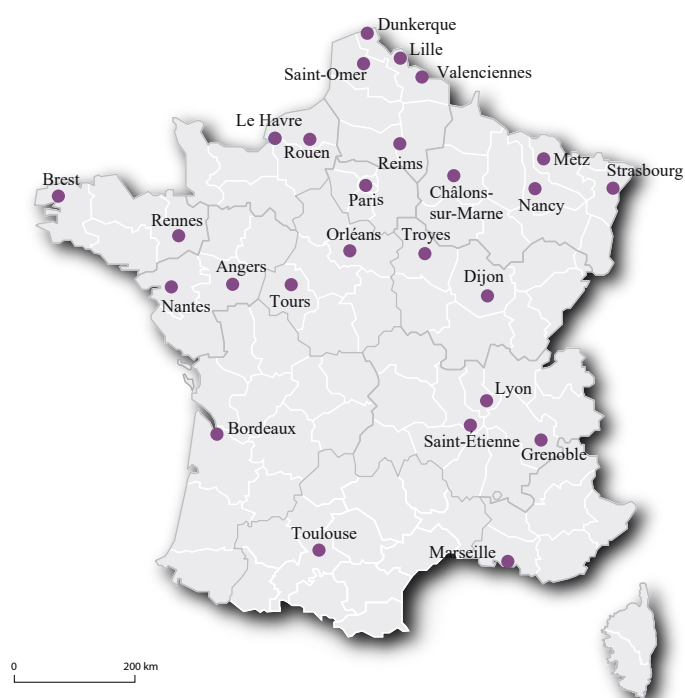 Dunkerque
Lille
Saint-Omer
Valenciennes
Le Havre
Rouen
Reims
Metz
Strasbourg
Brest
Paris
Châlons-
sur-Marne
Nancy
Rennes
Orléans
Troyes
Angers
Dijon
Nantes
Tours
Lyon
Bordeaux
Saint-Étienne
Grenoble
Toulouse
Marseille
0 200 km